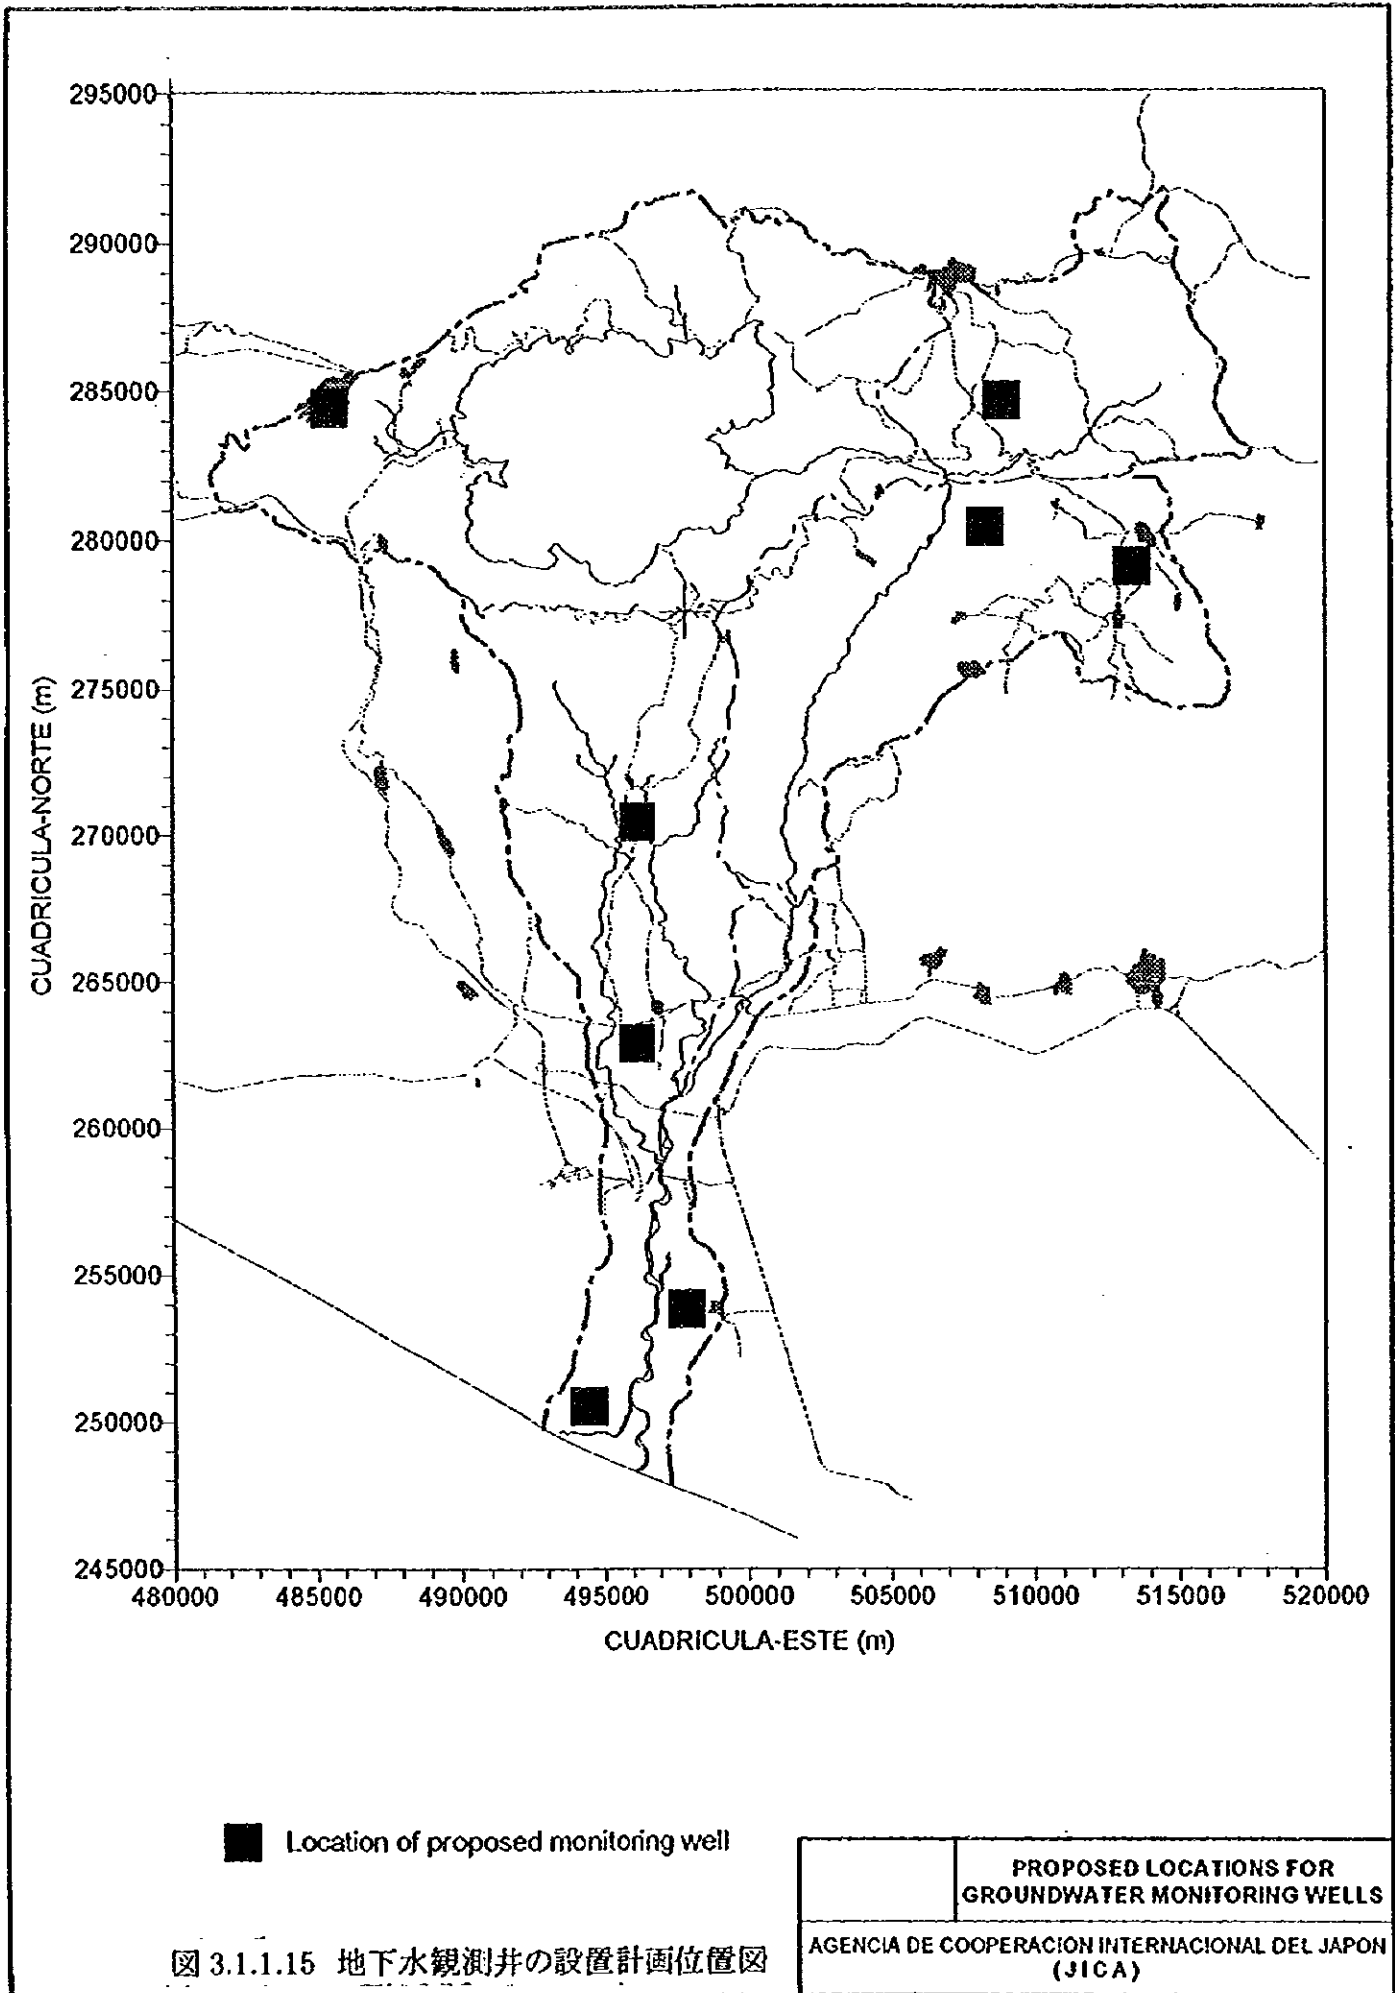 295000
290000
285000
280000
275000
270000
265000
260000
255000
250000
245000
CUADRICULA-NORTE (m)
480000 485000 490000 495000 500000 505000 510000 515000 520000
CUADRICULA-ESTE (m)
Location of proposed monitoring well
図 3.1.1.15 地下水観測井の設置計画位置図
PROPOSED LOCATIONS FOR
GROUNDWATER MONITORING WELLS
AGENCIA DE COOPERACION INTERNACIONAL DEL JAPON
(JICA)